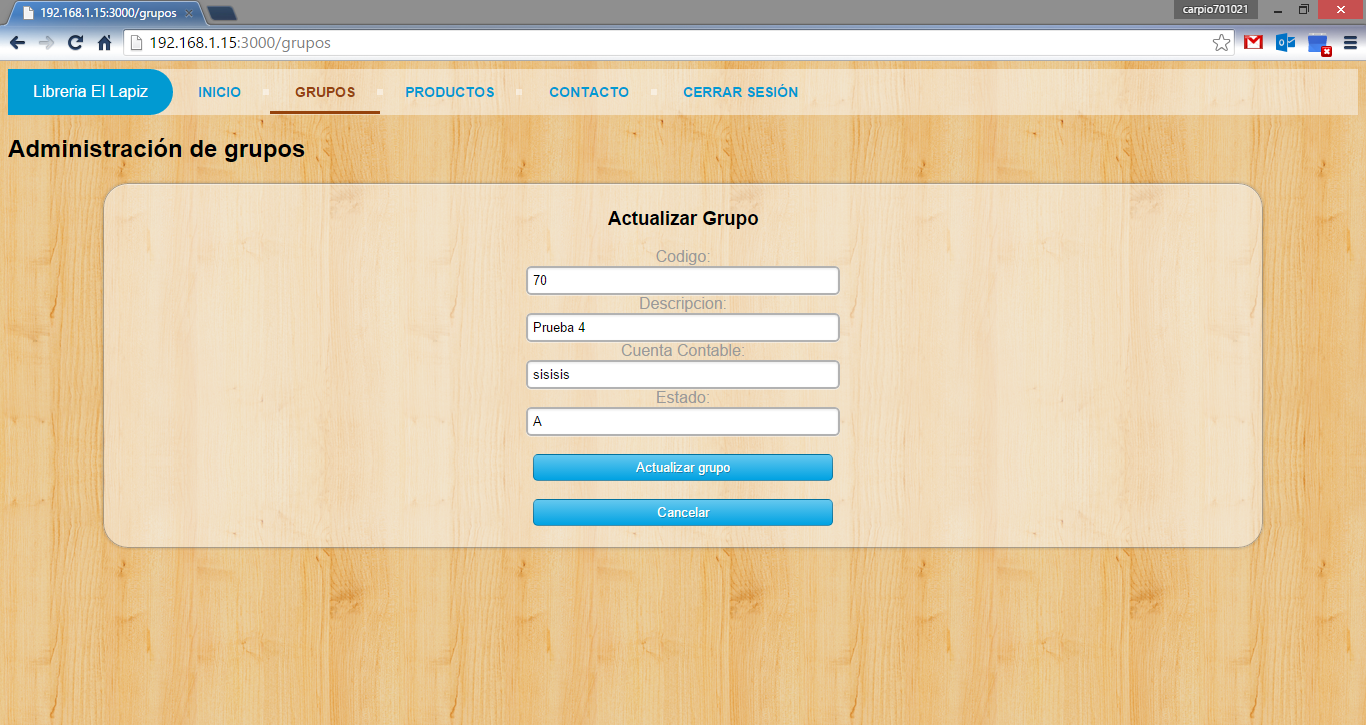 192.168.1.15:3000/grupos
carpio701021
192.168.1.15:3000/grupos
Libreria El Lapiz INICIO GRUPOS PRODUCTOS CONTACTO CERRAR SESIÓN
Administración de grupos
Actualizar Grupo
Codigo:
70
Descripcion:
Prueba 4
Cuenta Contable:
sisisis
Estado:
A
Actualizar grupo
Cancelar